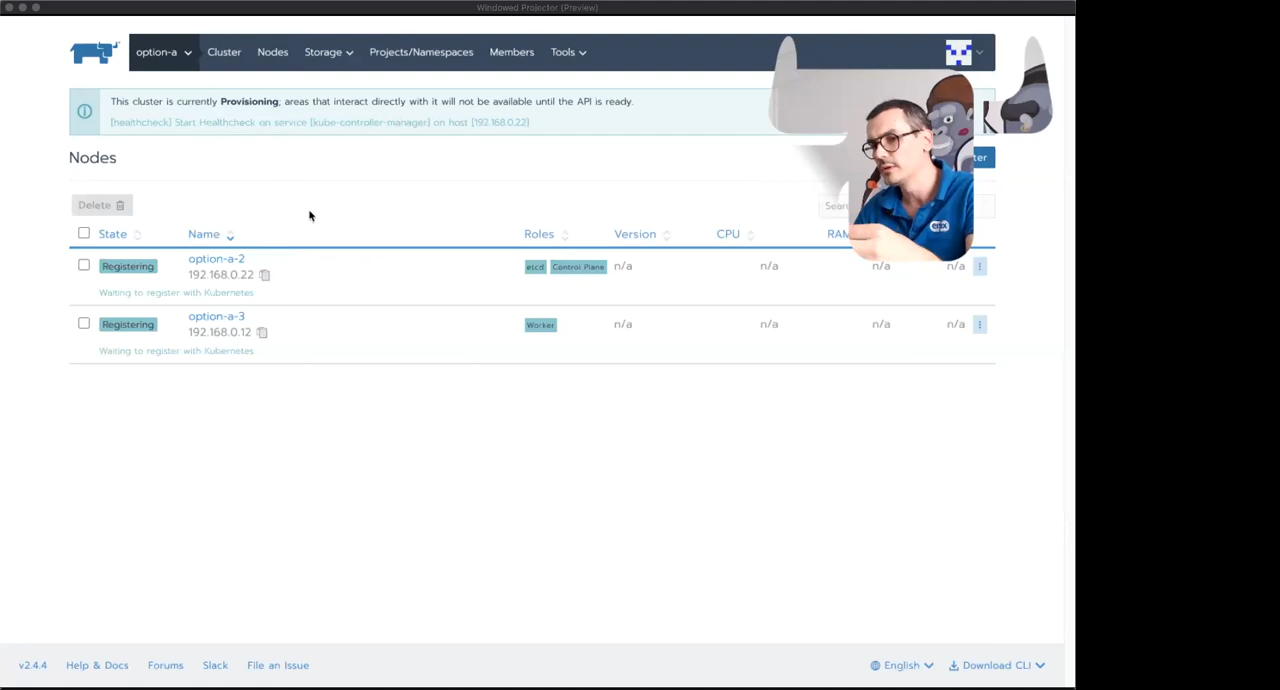 Windowed Projector (Preview)
option-a Cluster Nodes Storage Projects/Namespaces Members Tools
This cluster is currently Provisioning; areas that interact directly with it will not be available until the API is ready.
[healthcheck] Start Healthcheck on service [kube-controller-manager] on host [192.168.0.22]
Nodes
Delete
State Name Roles Version CPU
Registering option-a-2 etcd Control Plane n/a n/a n/a n/a
192.168.0.22
Waiting to register with Kubernetes
Registering option-a-3 Worker n/a n/a n/a n/a
192.168.0.12
Waiting to register with Kubernetes
v2.4.4 Help & Docs Forums Slack File an Issue English Download CLI